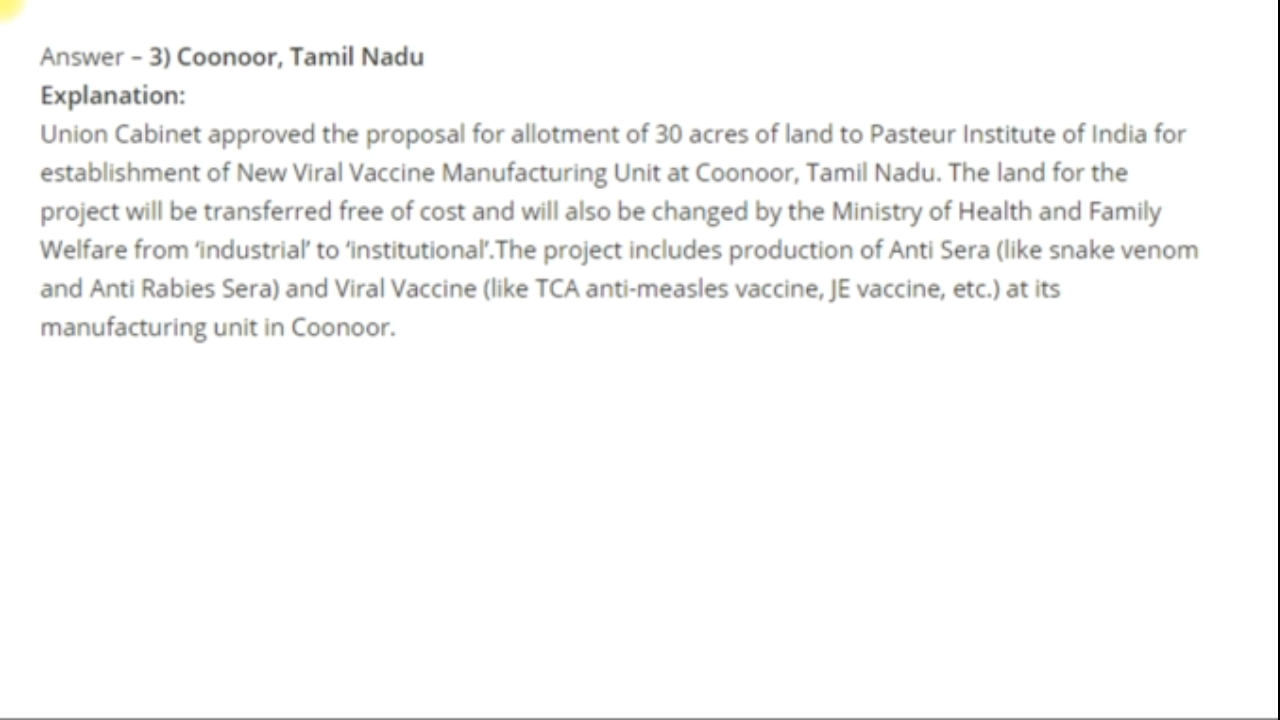 Answer – 3) Coonoor, Tamil Nadu
Explanation:
Union Cabinet approved the proposal for allotment of 30 acres of land to Pasteur Institute of India for
establishment of New Viral Vaccine Manufacturing Unit at Coonoor, Tamil Nadu. The land for the
project will be transferred free of cost and will also be changed by the Ministry of Health and Family
Welfare from ‘industrial’ to ‘institutional’.The project includes production of Anti Sera (like snake venom
and Anti Rabies Sera) and Viral Vaccine (like TCA anti-measles vaccine, JE vaccine, etc.) at its
manufacturing unit in Coonoor.